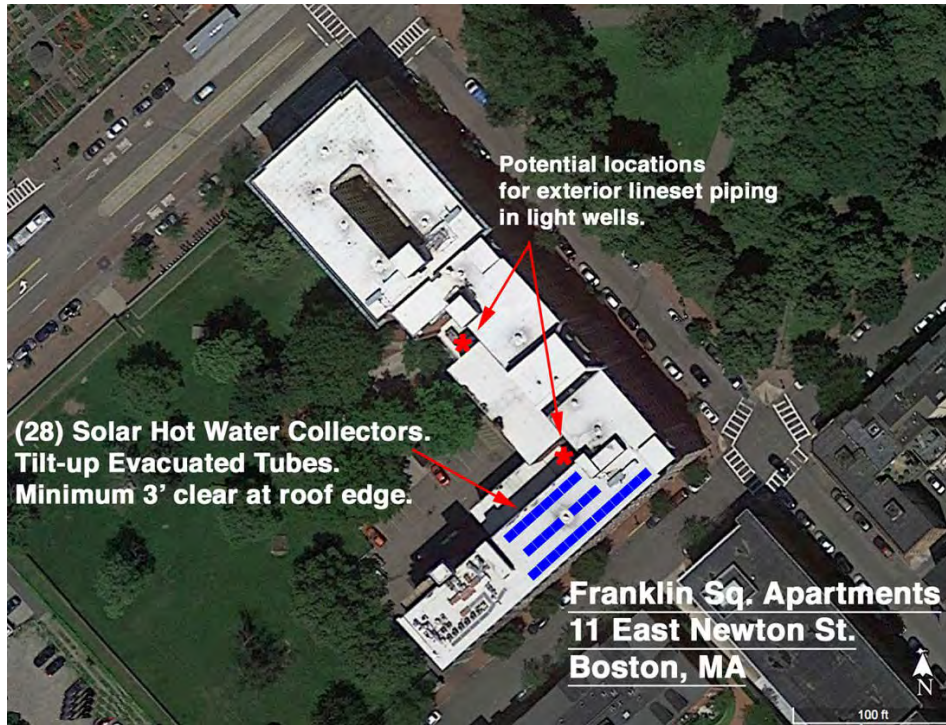 Potential locations
for exterior lineset piping
in light wells.
(28) Solar Hot Water Collectors.
Tilt-up Evacuated Tubes.
Minimum 3' clear at roof edge.
Franklin Sq. Apartments
11 East Newton St.
Boston, MA
N
100 ft